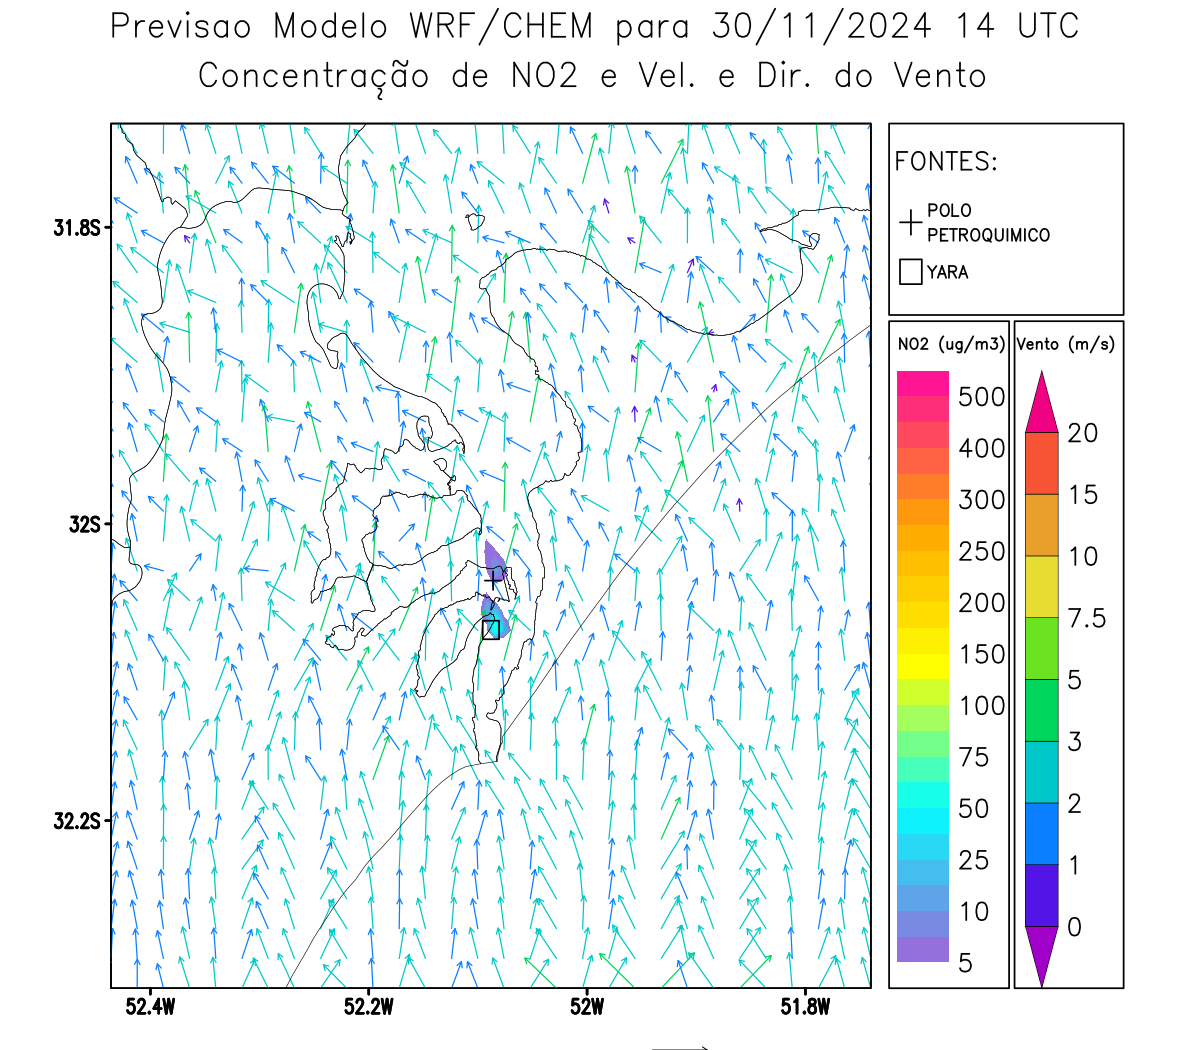 Previsao Modelo WRF/CHEM para 30/11/2024 14 UTC
Concentração de NO2 e Vel. e Dir. do Vento
FONTES:
POLO
PETROQUIMICO
YARA
NO2 (ug/m3)
500
400
300
250
200
150
100
75
50
25
10
5
Vento (m/s)
20
15
10
7.5
5
3
2
1
0
31.8S
32S
32.2S
52.4W
52.2W
52W
51.8W